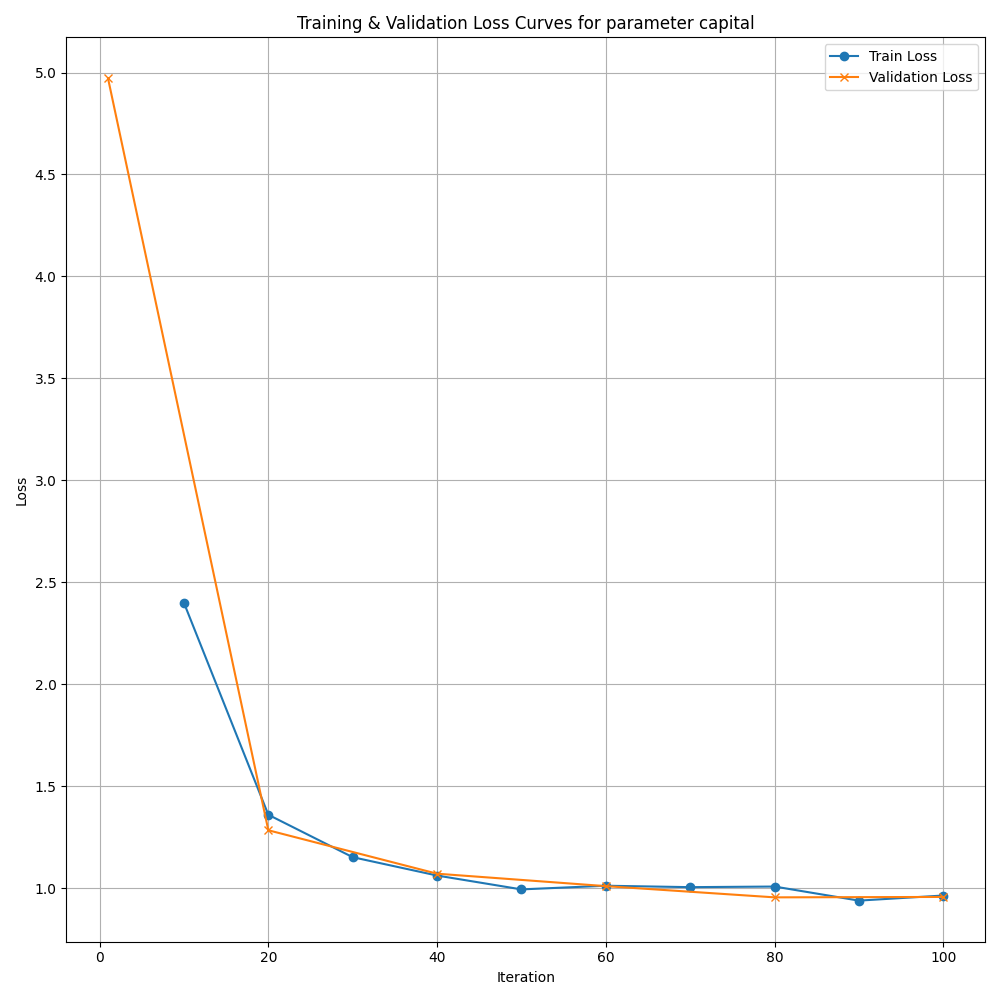 Training & Validation Loss Curves for parameter capital
Train Loss
Validation Loss
5.0
4.5
4.0
3.5
3.0
2.5
2.0
1.5
1.0
Loss
0 20 40 60 80 100
Iteration